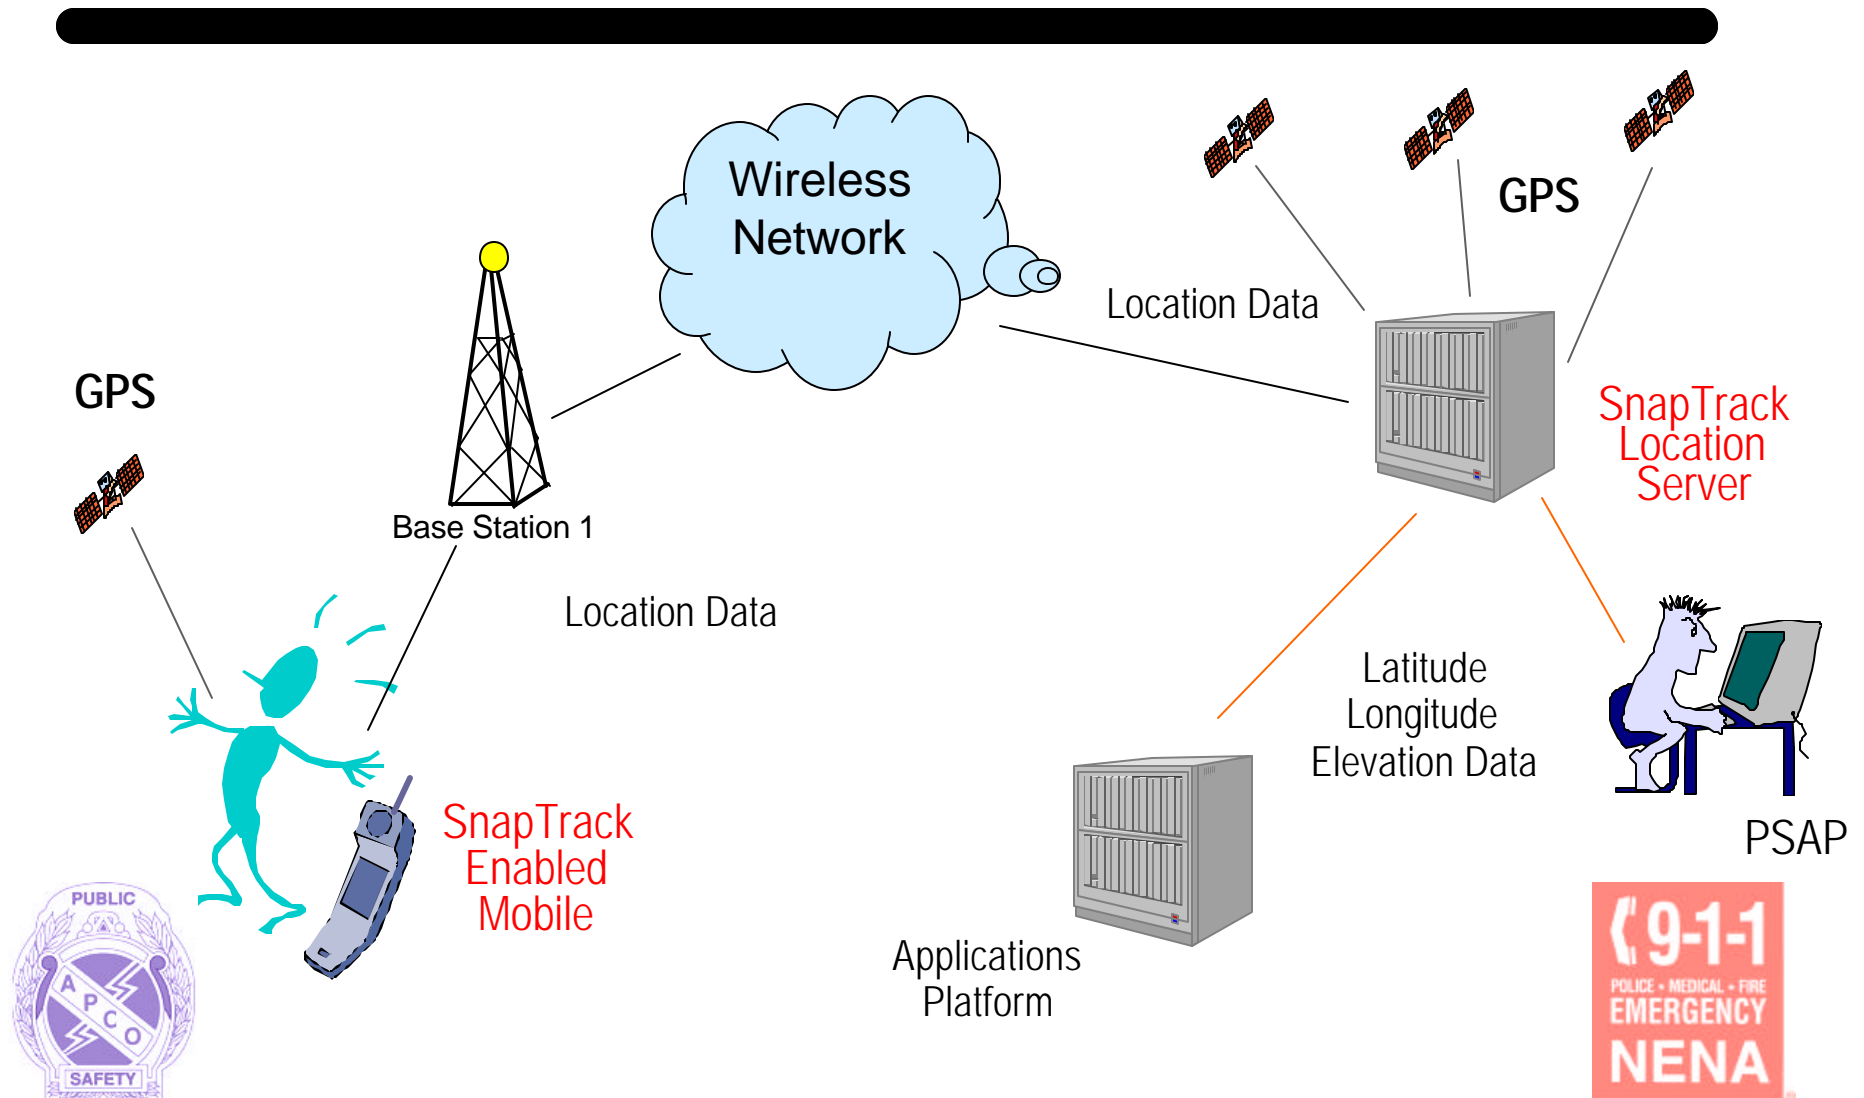 Wireless
Network
GPS
Location Data
GPS
SnapTrack
Location
Server
Base Station 1
Location Data
Latitude
Longitude
Elevation Data
SnapTrack
Enabled
Mobile
PSAP
Applications
Platform
PUBLIC
APCO
SAFETY
9-1-1
POLICE • MEDICAL • FIRE
EMERGENCY
NENA